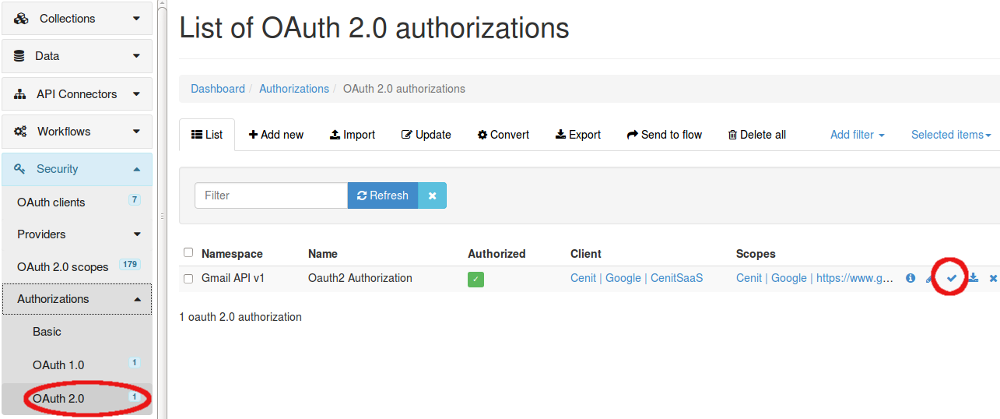 Collections
Data
API Connectors
Workflows
Security
OAuth clients 7
Providers
OAuth 2.0 scopes 179
Authorizations
Basic
OAuth 1.0 1
OAuth 2.0 1
List of OAuth 2.0 authorizations
Dashboard / Authorizations / OAuth 2.0 authorizations
List Add new Import Update Convert Export Send to flow Delete all Add filter Selected items
Filter Refresh
Namespace Name Authorized Client Scopes
Gmail API v1 Oauth2 Authorization Cenit | Google | CenitSaaS Cenit | Google | https://www.g...
1 oauth 2.0 authorization